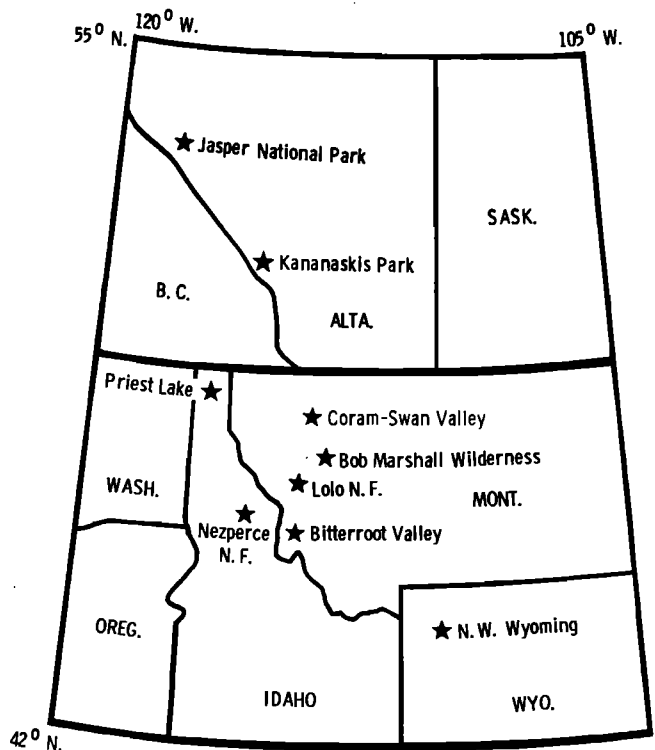 120° W.
55° N.
105° W.
Jasper National Park
SASK.
Kananaskis Park
B. C.
ALTA.
Priest Lake
Coram-Swan Valley
Bob Marshall Wilderness
Lolo N. F.
WASH.
MONT.
Nezperce
N. F.
Bitterroot Valley
OREG.
N. W. Wyoming
IDAHO
WYO.
42° N.